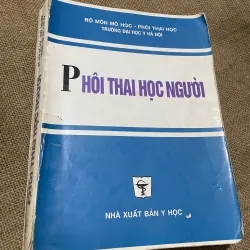 BỘ MÔN MÔ HỌC - PHÔI THAI HỌC
TRƯỜNG ĐẠI HỌC Y HÀ NỘI
PHÔI THAI HỌC NGƯỜI
NHÀ XUẤT BẢN Y HỌC